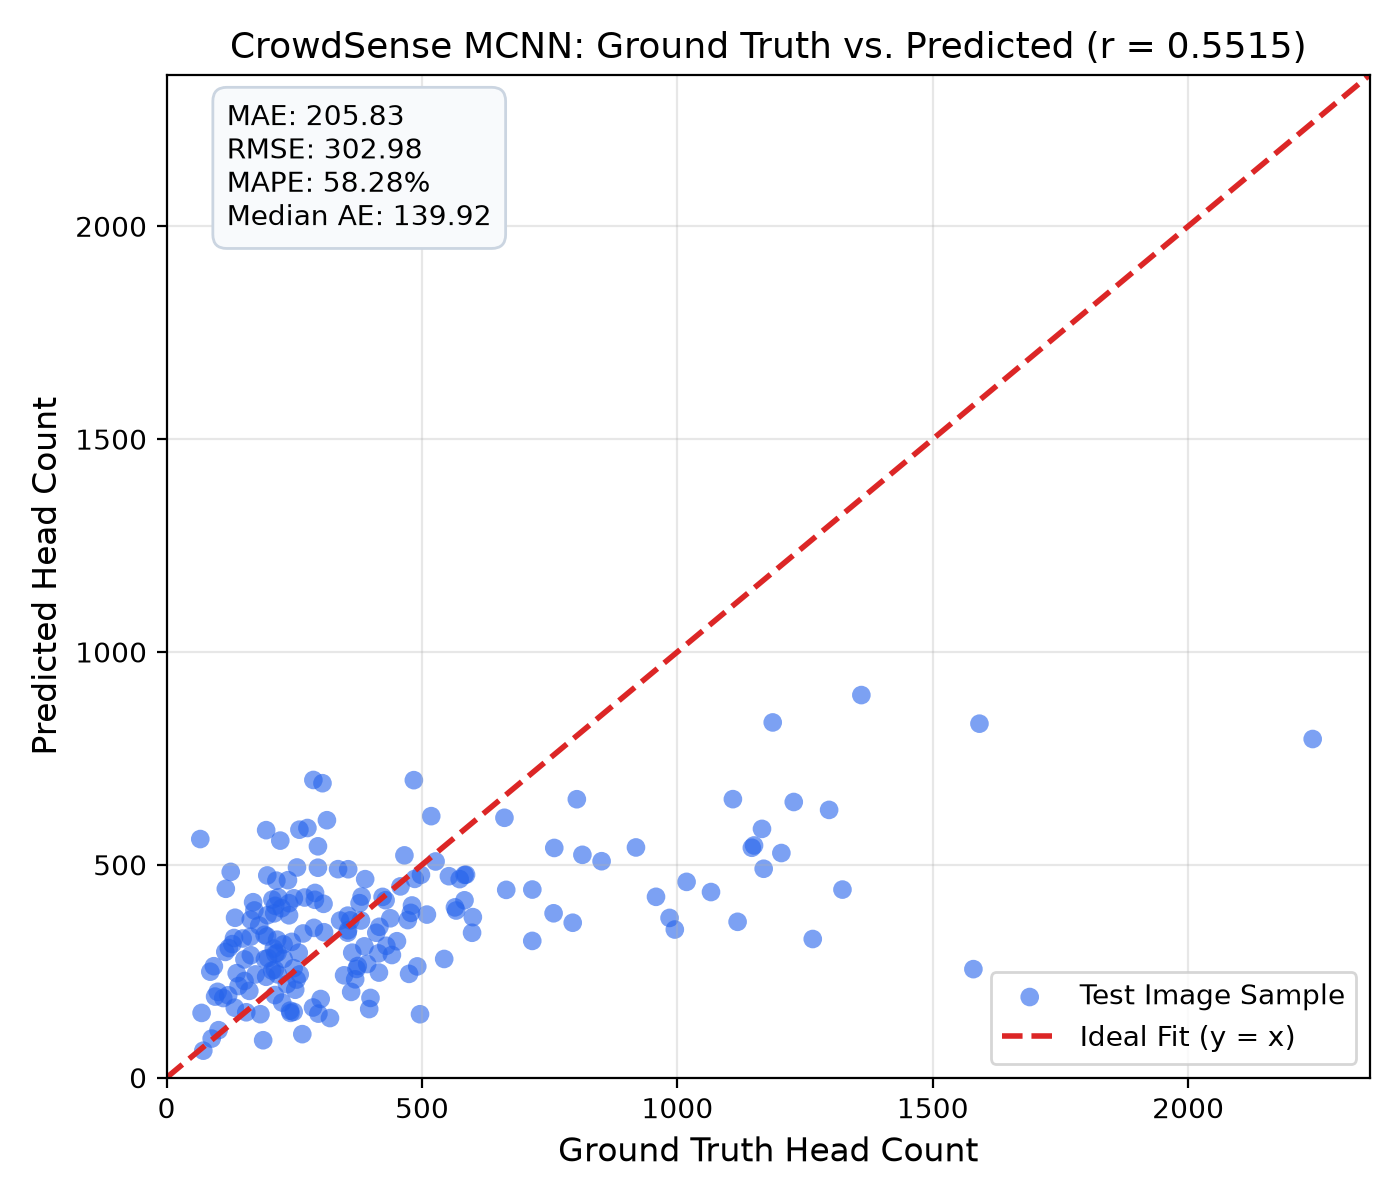 CrowdSense MCNN: Ground Truth vs. Predicted (r = 0.5515)
MAE: 205.83
RMSE: 302.98
MAPE: 58.28%
Median AE: 139.92
Predicted Head Count
2000
1500
1000
500
0
Test Image Sample
Ideal Fit (y = x)
0 500 1000 1500 2000
Ground Truth Head Count